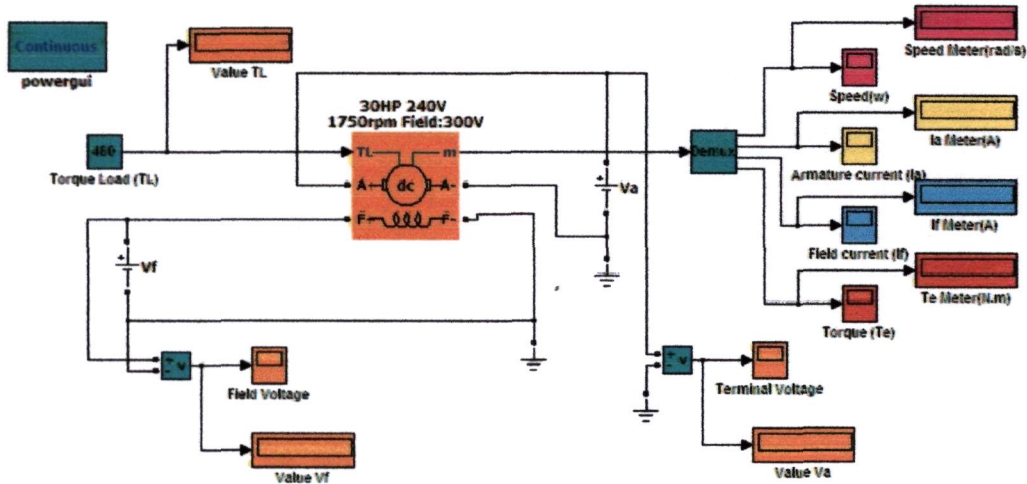 Continuous
powergui
Value TL
30HP 240V
1750rpm Field:300V
TL
m
A+
dc
A-
F+
F-
Torque Load (TL)
Vf
Va
Demux
Speed Meter(rad/s)
Speed(w)
Ia Meter(A)
Armature current (Ia)
If Meter(A)
Field current (If)
Te Meter(N.m)
Torque (Te)
+
-
v
Field Voltage
Value Vf
+
-
v
Terminal Voltage
Value Va